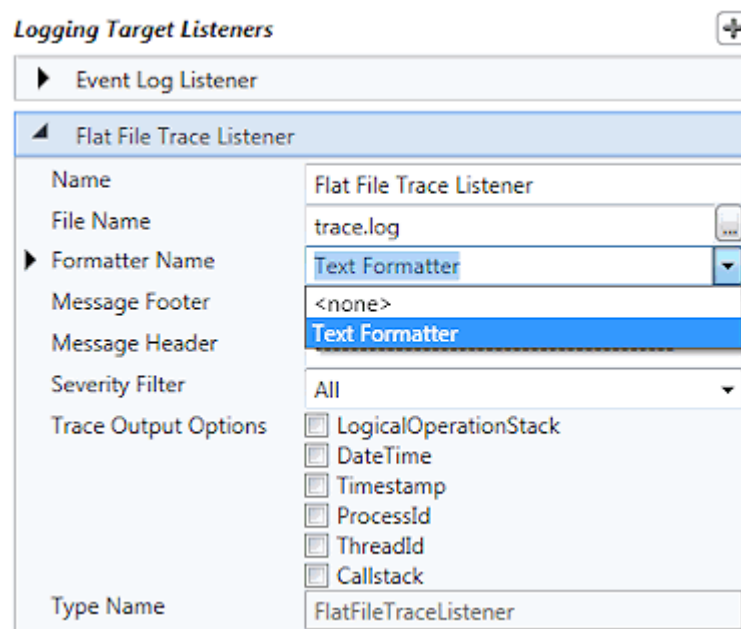 Logging Target Listeners
Event Log Listener
Flat File Trace Listener
Name Flat File Trace Listener
File Name trace.log ...
Formatter Name Text Formatter
Message Footer <none>
Message Header Text Formatter
Severity Filter All
Trace Output Options LogicalOperationStack
DateTime
Timestamp
ProcessId
ThreadId
Callstack
Type Name FlatFileTraceListener